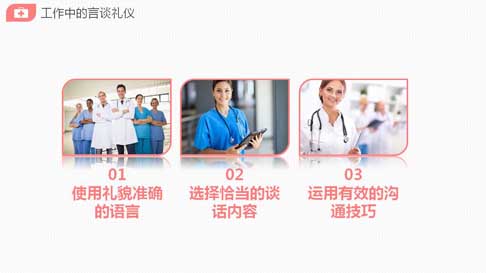 工作中的言谈礼仪
01
使用礼貌准确
的语言
02
选择恰当的谈
话内容
03
运用有效的沟
通技巧